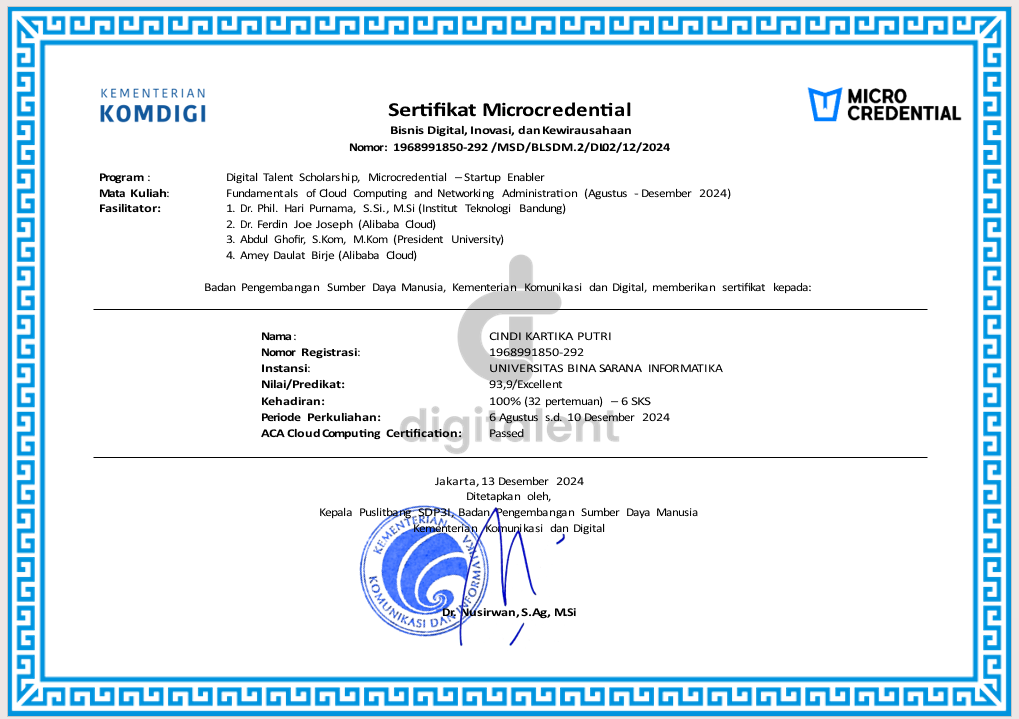 KEMENTERIAN
KOMDIGI
MICRO
CREDENTIAL
Sertifikat Microcredential
Bisnis Digital, Inovasi, dan Kewirausahaan
Nomor: 1968991850-292 /MSD/BLSDM.2/DL02/12/2024
Program : Digital Talent Scholarship, Microcredential – Startup Enabler
Mata Kuliah: Fundamentals of Cloud Computing and Networking Administration (Agustus - Desember 2024)
Fasilitator: 1. Dr. Phil. Hari Purnama, S.Si., M.Si (Institut Teknologi Bandung)
2. Dr. Ferdin Joe Joseph (Alibaba Cloud)
3. Abdul Ghofir, S.Kom, M.Kom (President University)
4. Amey Daulat Birje (Alibaba Cloud)
Badan Pengembangan Sumber Daya Manusia, Kementerian Komunikasi dan Digital, memberikan sertifikat kepada:
Nama : CINDI KARTIKA PUTRI
Nomor Registrasi: 1968991850-292
Instansi: UNIVERSITAS BINA SARANA INFORMATIKA
Nilai/Predikat: 93,9/Excellent
Kehadiran: 100% (32 pertemuan) – 6 SKS
Periode Perkuliahan: 6 Agustus s.d. 10 Desember 2024
ACA Cloud Computing Certification: Passed
digitalent
Jakarta, 13 Desember 2024
Ditetapkan oleh,
Kepala Puslitbang SDP3I, Badan Pengembangan Sumber Daya Manusia
Kementerian Komunikasi dan Digital
KEMENTERIAN
KOMUNIKASI DAN INFORMATIKA
Dr. Nusirwan, S.Ag, M.Si